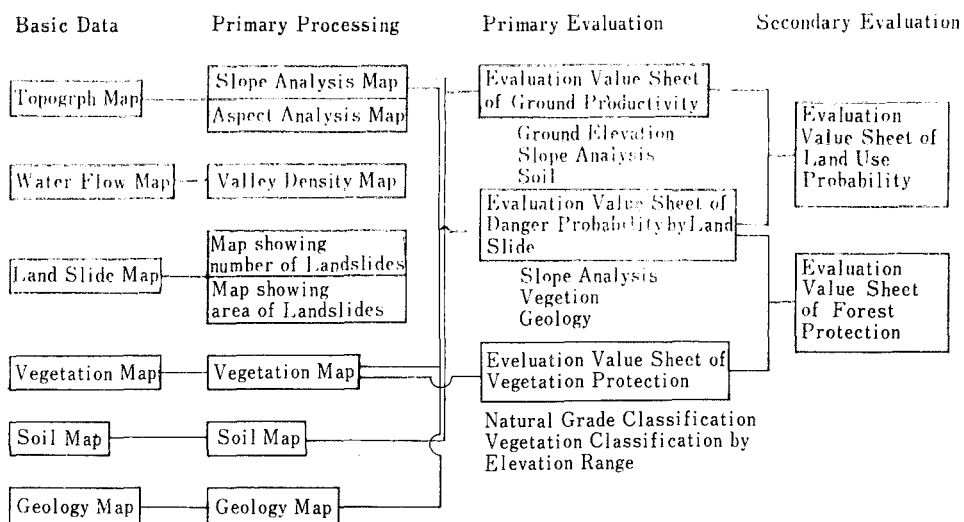 Basic Data
Primary Processing
Primary Evaluation
Secondary Evaluation
Topogrph Map
Slope Analysis Map
Aspect Analysis Map
Evaluation Value Sheet
of Ground Productivity
Ground Elevation
Slope Analysis
Soil
Evaluation
Value Sheet of
Land Use
Probability
Water Flow Map
Valley Density Map
Evaluation Value Sheet of
Danger Probability by Land
Slide
Slope Analysis
Vegetion
Geology
Land Slide Map
Map showing
number of Landslides
Map showing
area of Landslides
Evaluation
Value Sheet
of Forest
Protection
Vegetation Map
Vegetation Map
Eveluation Value Sheet of
Vegetation Protection
Natural Grade Classification
Vegetation Classification by
Elevation Range
Soil Map
Soil Map
Geology Map
Geology Map